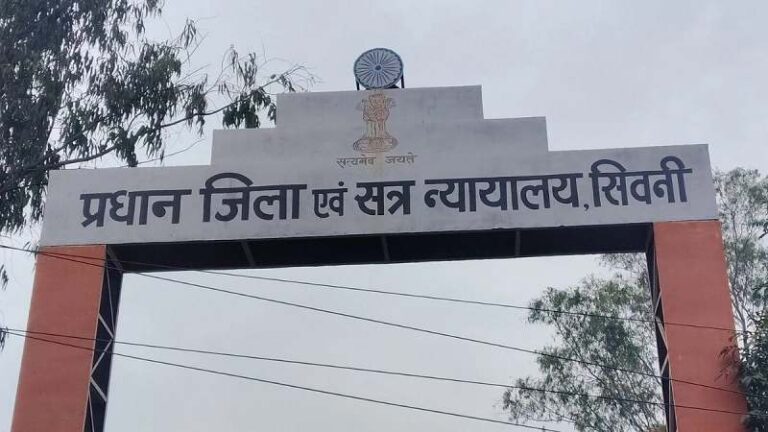 सत्यमेव जयते
प्रधान जिला एवं सत्र न्यायालय, सिवनी